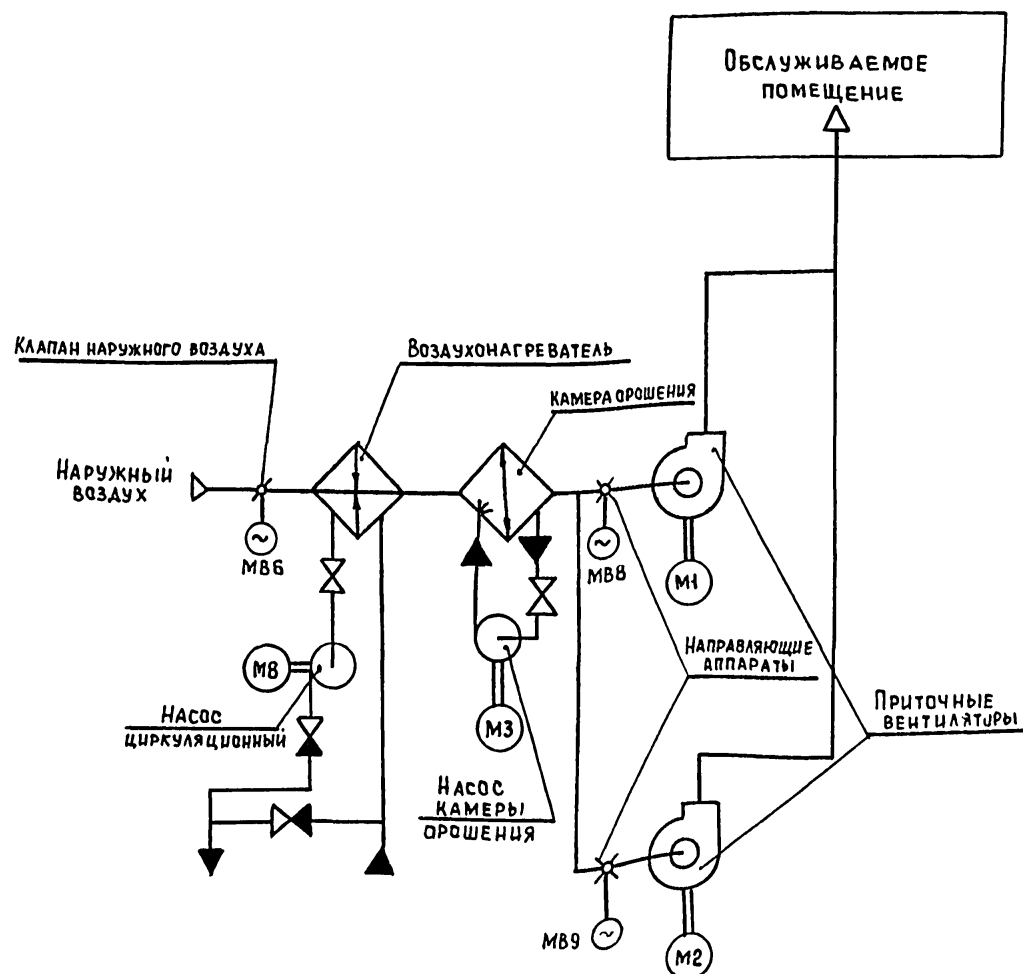 Обслуживаемое
помещение
Клапан наружного воздуха
Воздухонагреватель
Камера орошения
Наружный
воздух
МВ6
МВ8
М1
Направляющие
аппараты
М8
Насос
циркуляционный
М3
Приточные
вентиляторы
Насос
камеры
орошения
МВ9
М2